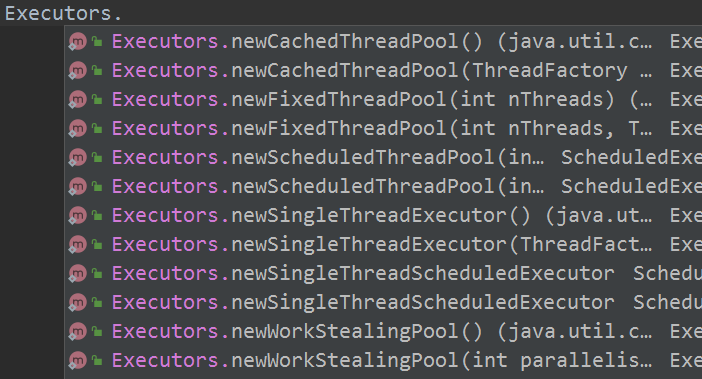 Executors.
Executors.newCachedThreadPool() (java.util.c… Exe
Executors.newCachedThreadPool(ThreadFactory … Exe
Executors.newFixedThreadPool(int nThreads) (… Exe
Executors.newFixedThreadPool(int nThreads, T… Exe
Executors.newScheduledThreadPool(in… ScheduledExe
Executors.newScheduledThreadPool(in… ScheduledExe
Executors.newSingleThreadExecutor() (java.ut… Exe
Executors.newSingleThreadExecutor(ThreadFact… Exe
Executors.newSingleThreadScheduledExecutor Sched
Executors.newSingleThreadScheduledExecutor Sched
Executors.newWorkStealingPool() (java.util.c… Exe
Executors.newWorkStealingPool(int parallelis… Exe